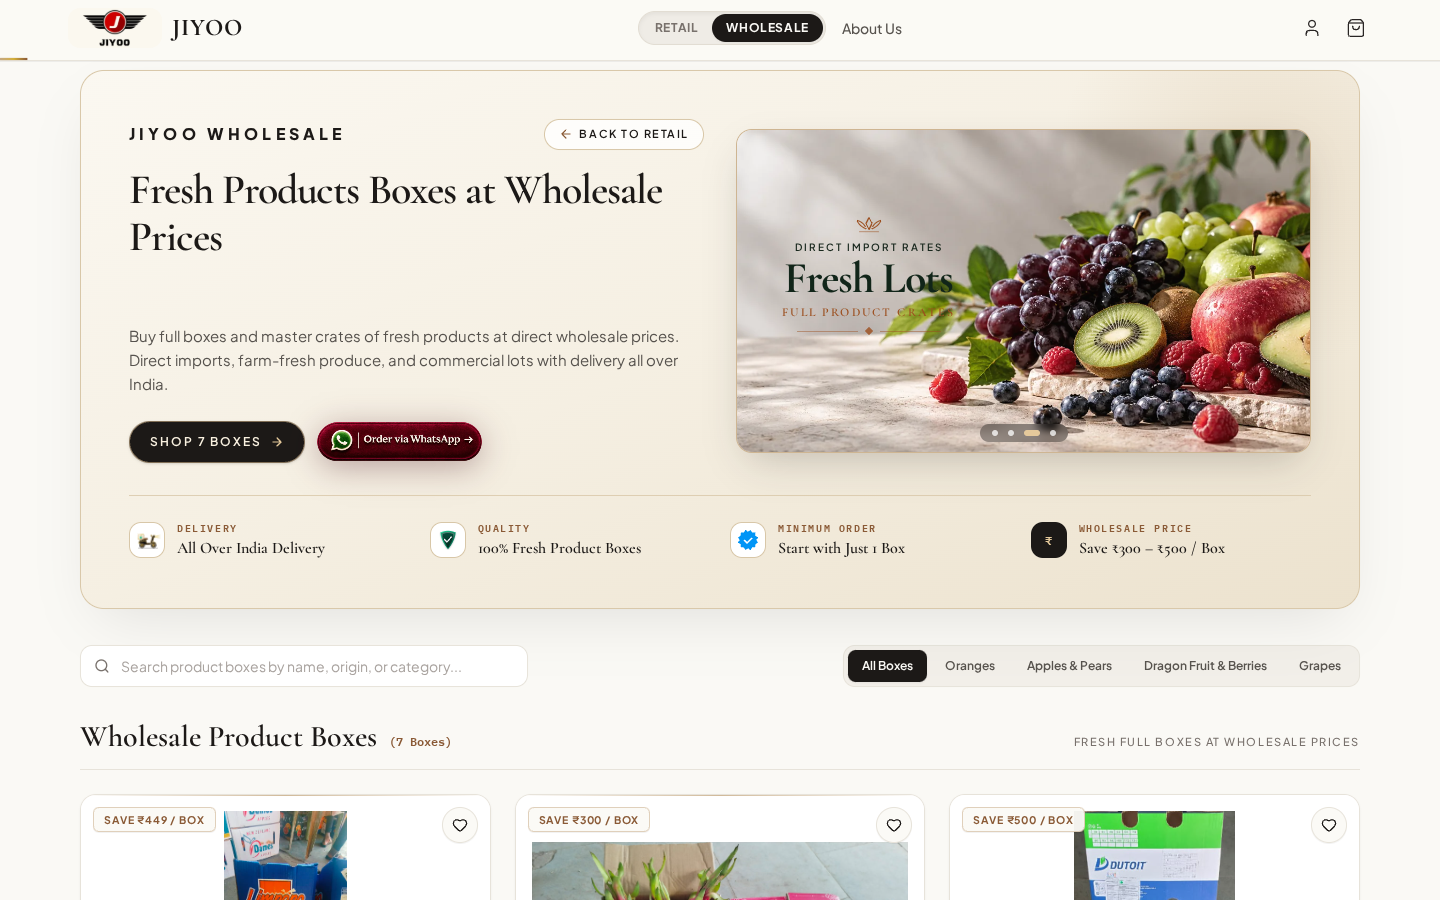 JIYOO
JIYOO
RETAIL
WHOLESALE
About Us
JIYOO WHOLESALE
← BACK TO RETAIL
Fresh Products Boxes at Wholesale
Prices
Buy full boxes and master crates of fresh products at direct wholesale prices.
Direct imports, farm-fresh produce, and commercial lots with delivery all over
India.
SHOP 7 BOXES →
Order via WhatsApp →
DIRECT IMPORT RATES
Fresh Lots
FULL PRODUCT CRATES
DELIVERY
All Over India Delivery
QUALITY
100% Fresh Product Boxes
MINIMUM ORDER
Start with Just 1 Box
₹
WHOLESALE PRICE
Save ₹300 – ₹500 / Box
Search product boxes by name, origin, or category...
All Boxes
Oranges
Apples & Pears
Dragon Fruit & Berries
Grapes
Wholesale Product Boxes (7 Boxes)
FRESH FULL BOXES AT WHOLESALE PRICES
SAVE ₹449 / BOX
SAVE ₹300 / BOX
SAVE ₹500 / BOX
DUTOIT